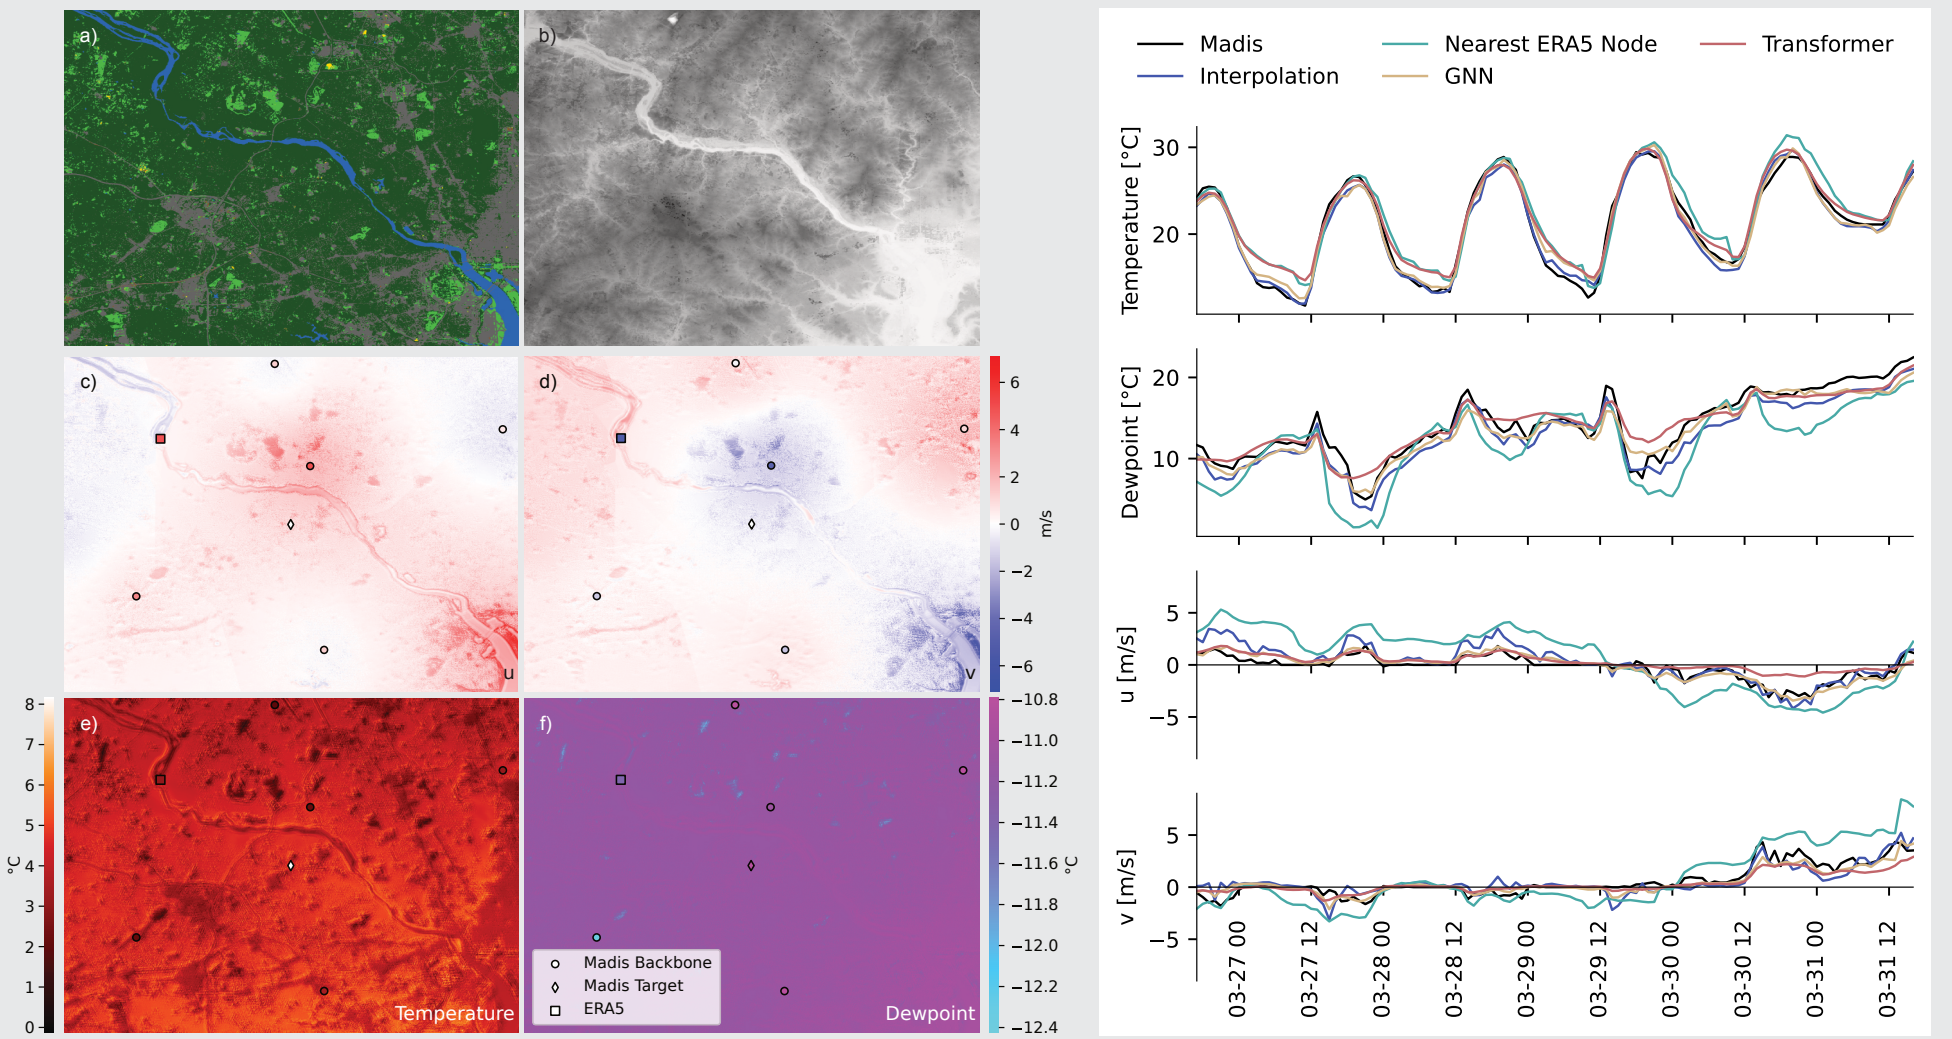 a)
b)
c)
u
d)
v
6
4
2
0
−2
−4
−6
m/s
8
7
6
5
4
3
2
1
0
°C
e)
Temperature
f)
Dewpoint
Madis Backbone
Madis Target
ERA5
−10.8
−11.0
−11.2
−11.4
−11.6
−11.8
−12.0
−12.2
−12.4
°C
Madis
Nearest ERA5 Node
Transformer
Interpolation
GNN
Temperature [°C]
30
20
Dewpoint [°C]
20
10
u [m/s]
5
0
−5
v [m/s]
5
0
−5
03-27 00
03-27 12
03-28 00
03-28 12
03-29 00
03-29 12
03-30 00
03-30 12
03-31 00
03-31 12